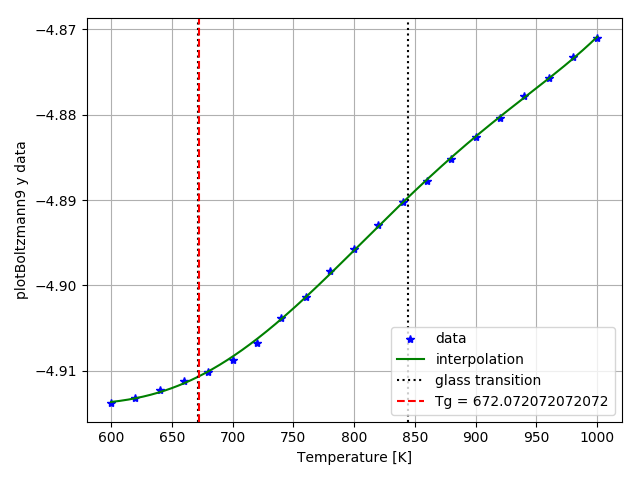 −4.87
−4.88
−4.89
−4.90
−4.91
plotBoltzmann9 y data
data
interpolation
glass transition
Tg = 672.072072072072
600 650 700 750 800 850 900 950 1000
Temperature [K]